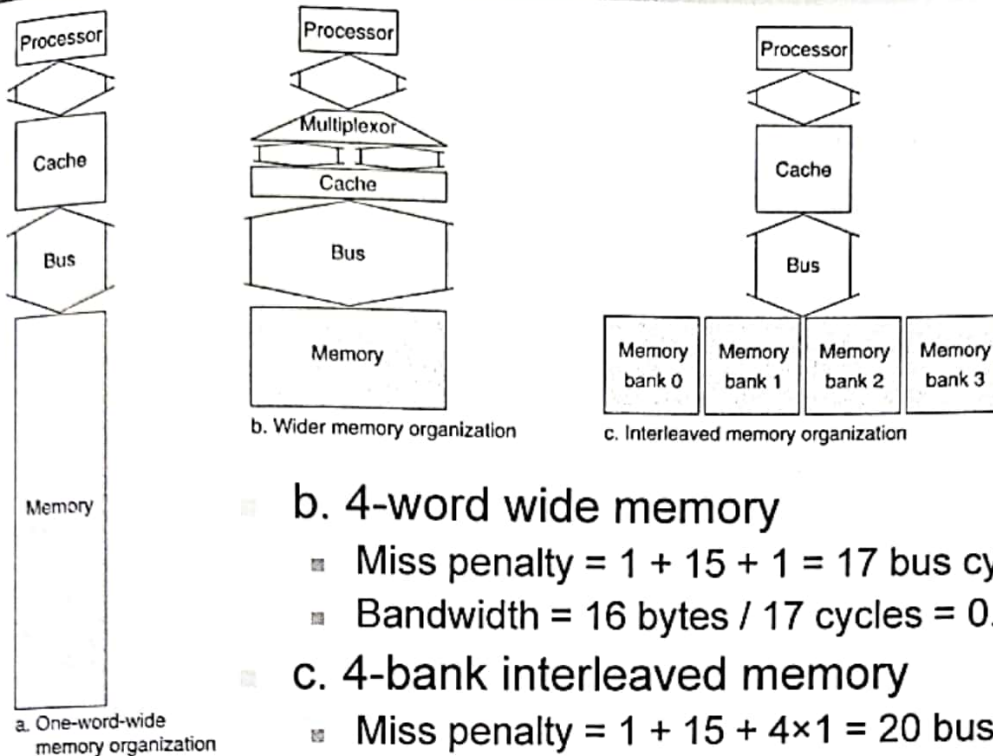 Processor
Cache
Bus
Memory
a. One-word-wide
memory organization
Processor
Multiplexor
Cache
Bus
Memory
b. Wider memory organization
Processor
Cache
Bus
Memory
bank 0
Memory
bank 1
Memory
bank 2
Memory
bank 3
c. Interleaved memory organization
b. 4-word wide memory
Miss penalty = 1 + 15 + 1 = 17 bus cy
Bandwidth = 16 bytes / 17 cycles = 0.
c. 4-bank interleaved memory
Miss penalty = 1 + 15 + 4×1 = 20 bus